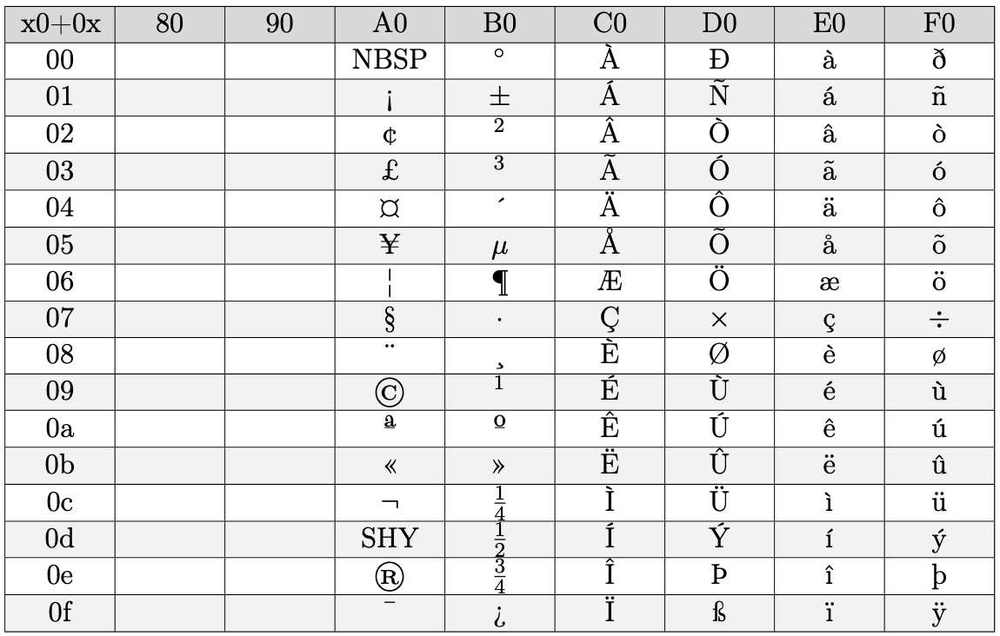 x0+0x 80 90 A0 B0 C0 D0 E0 F0
00 NBSP ° À Ð à ð
01 ¡ ± Á Ñ á ñ
02 ¢ ² Â Ò â ò
03 £ ³ Ã Ó ã ó
04 ¤ ´ Ä Ô ä ô
05 ¥ µ Å Õ å õ
06 ¦ ¶ Æ Ö æ ö
07 § · Ç × ç ÷
08 ¨ ¸ È Ø è ø
09 © ¹ É Ù é ù
0a ª º Ê Ú ê ú
0b « » Ë Û ë û
0c ¬ ¼ Ì Ü ì ü
0d SHY ½ Í Ý í ý
0e ® ¾ Î Þ î þ
0f ¯ ¿ Ï ß ï ÿ